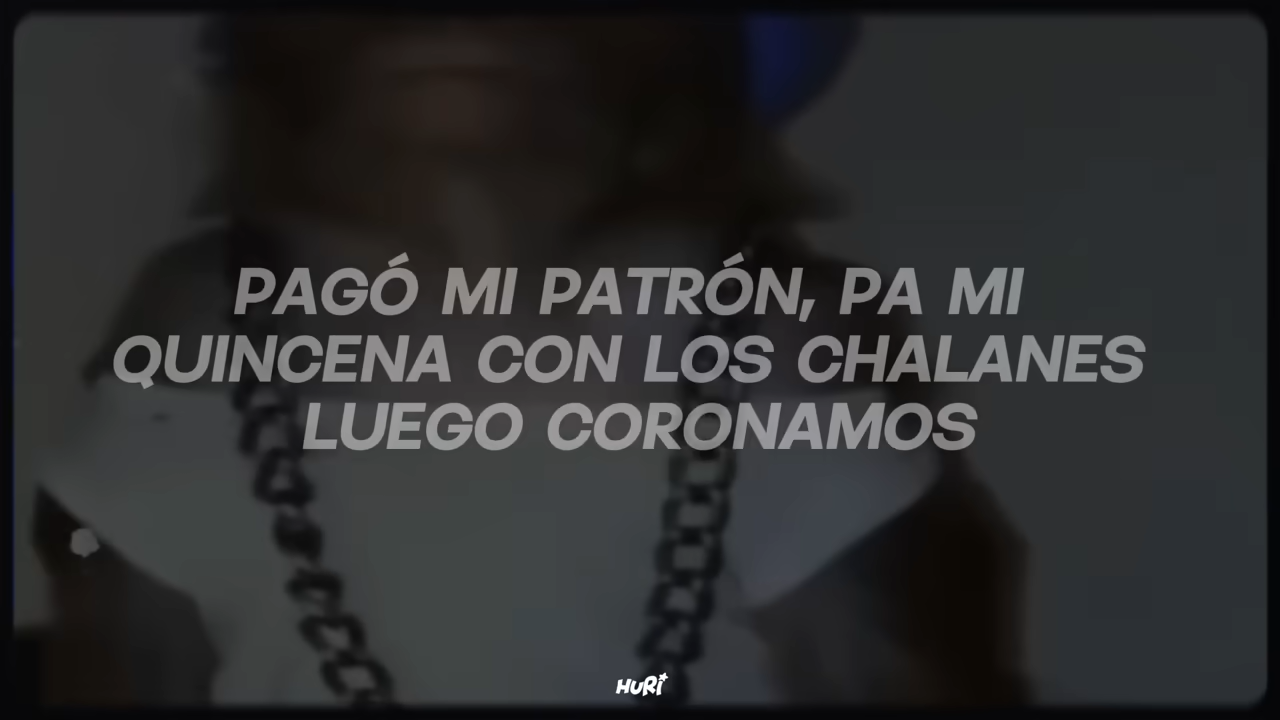 PAGÓ MI PATRÓN, PA MI
QUINCENA CON LOS CHALANES
LUEGO CORONAMOS
HURI